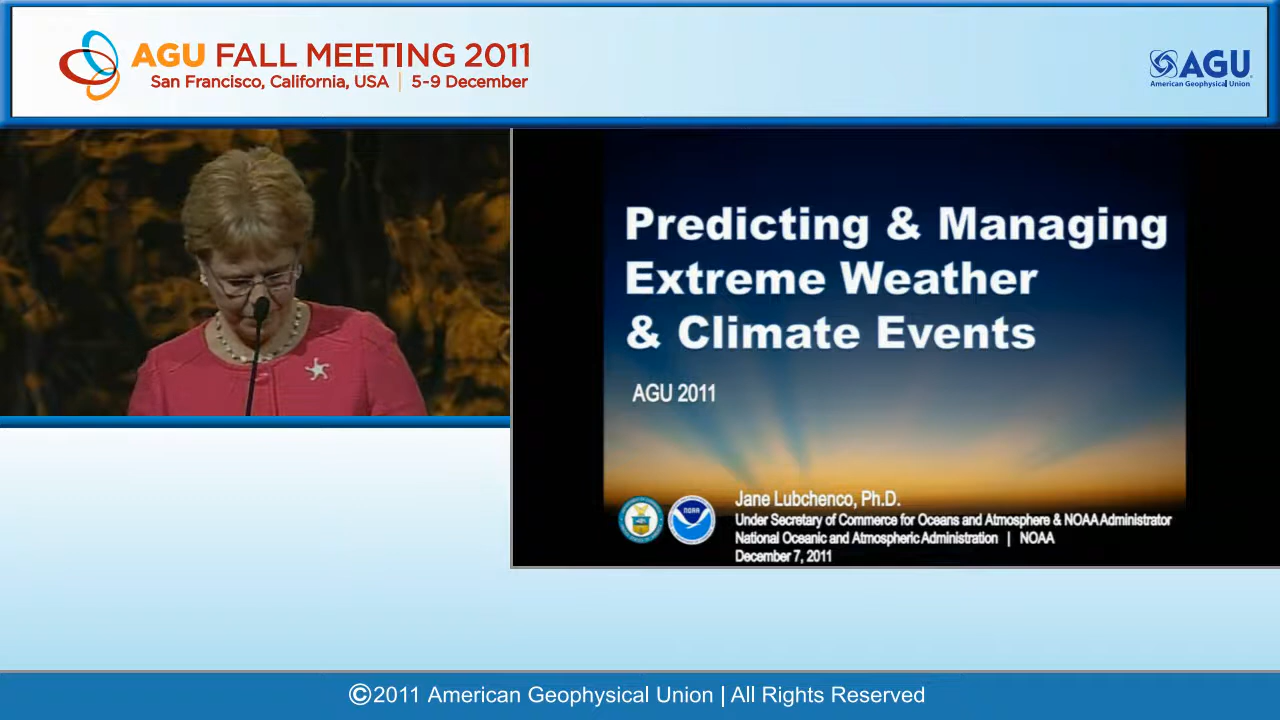 AGU FALL MEETING 2011
San Francisco, California, USA | 5-9 December
AGU
American Geophysical Union
Predicting & Managing
Extreme Weather
& Climate Events
AGU 2011
NOAA
Jane Lubchenco, Ph.D.
Under Secretary of Commerce for Oceans and Atmosphere & NOAA Administrator
National Oceanic and Atmospheric Administration | NOAA
December 7, 2011
©2011 American Geophysical Union | All Rights Reserved